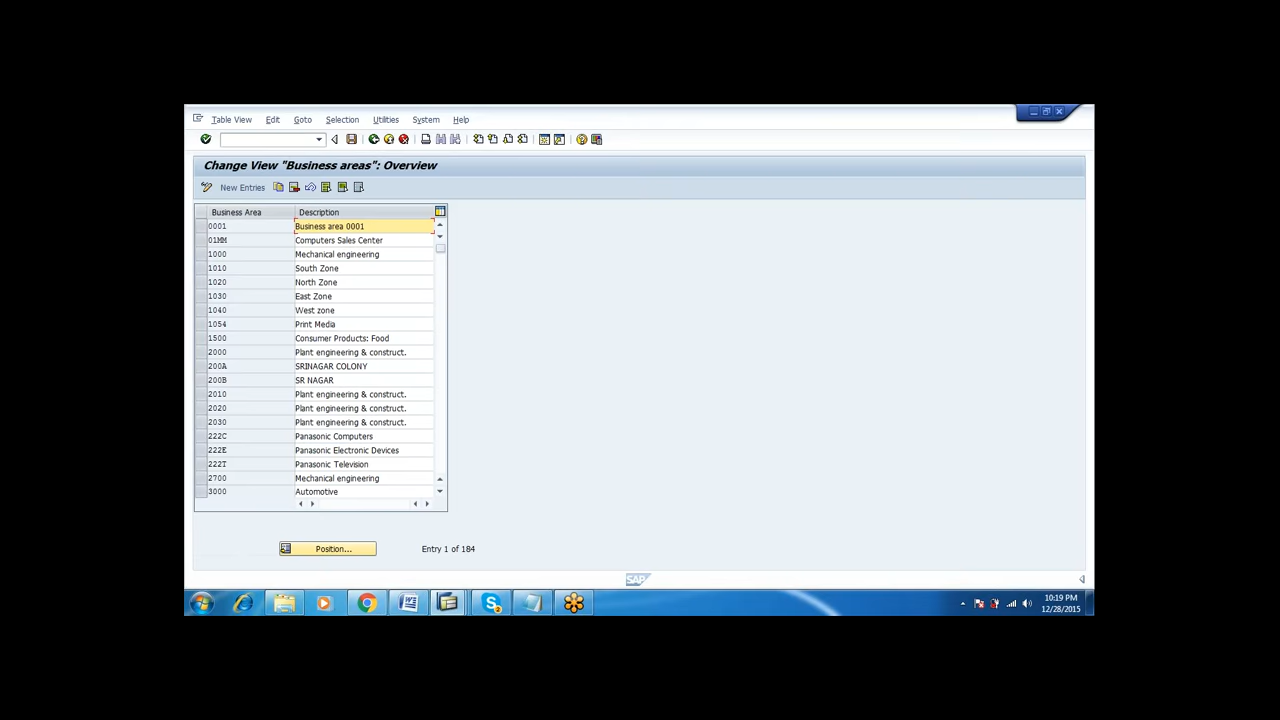 Table View Edit Goto Selection Utilities System Help
Change View "Business areas": Overview
New Entries
Business Area Description
0001 Business area 0001
01MM Computers Sales Center
1000 Mechanical engineering
1010 South Zone
1020 North Zone
1030 East Zone
1040 West zone
1054 Print Media
1500 Consumer Products: Food
2000 Plant engineering & construct.
200A SRINAGAR COLONY
200B SR NAGAR
2010 Plant engineering & construct.
2020 Plant engineering & construct.
2030 Plant engineering & construct.
222C Panasonic Computers
222E Panasonic Electronic Devices
222T Panasonic Television
2700 Mechanical engineering
3000 Automotive
Position... Entry 1 of 184
SAP
10:19 PM
12/28/2015